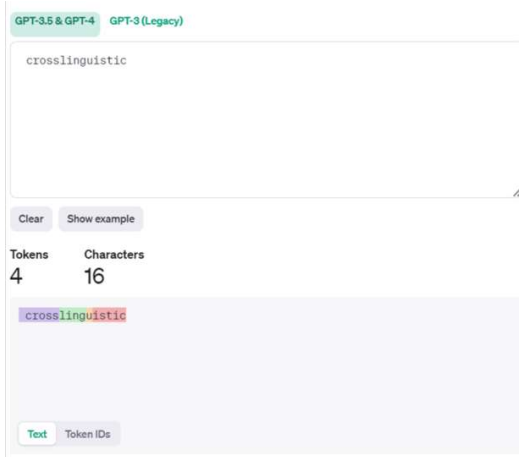 GPT-3.5 & GPT-4 GPT-3 (Legacy)
crosslinguistic
Clear Show example
Tokens Characters
4 16
crosslinguistic
Text Token IDs